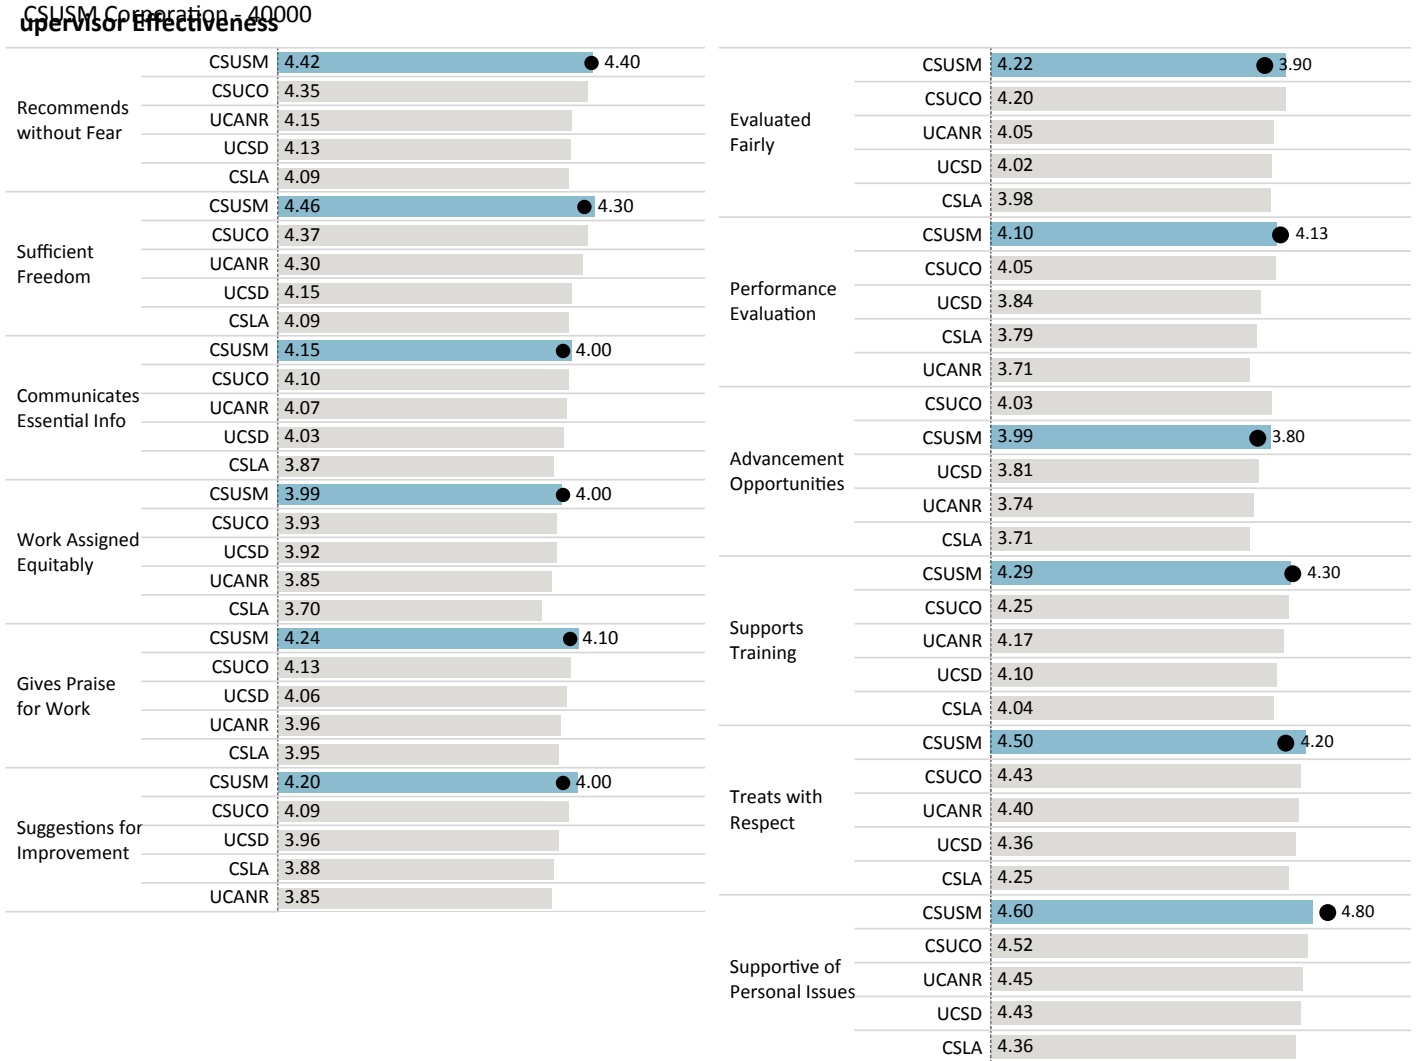 CSUSM Corporation - 40000
upervisor Effectiveness
Recommends
without Fear
CSUSM 4.42 4.40
CSUCO 4.35
UCANR 4.15
UCSD 4.13
CSLA 4.09
Sufficient
Freedom
CSUSM 4.46 4.30
CSUCO 4.37
UCANR 4.30
UCSD 4.15
CSLA 4.09
Communicates
Essential Info
CSUSM 4.15 4.00
CSUCO 4.10
UCANR 4.07
UCSD 4.03
CSLA 3.87
Work Assigned
Equitably
CSUSM 3.99 4.00
CSUCO 3.93
UCSD 3.92
UCANR 3.85
CSLA 3.70
Gives Praise
for Work
CSUSM 4.24 4.10
CSUCO 4.13
UCSD 4.06
UCANR 3.96
CSLA 3.95
Suggestions for
Improvement
CSUSM 4.20 4.00
CSUCO 4.09
UCSD 3.96
CSLA 3.88
UCANR 3.85
Evaluated
Fairly
CSUSM 4.22 3.90
CSUCO 4.20
UCANR 4.05
UCSD 4.02
CSLA 3.98
Performance
Evaluation
CSUSM 4.10 4.13
CSUCO 4.05
UCSD 3.84
CSLA 3.79
UCANR 3.71
Advancement
Opportunities
CSUCO 4.03
CSUSM 3.99 3.80
UCSD 3.81
UCANR 3.74
CSLA 3.71
Supports
Training
CSUSM 4.29 4.30
CSUCO 4.25
UCANR 4.17
UCSD 4.10
CSLA 4.04
Treats with
Respect
CSUSM 4.50 4.20
CSUCO 4.43
UCANR 4.40
UCSD 4.36
CSLA 4.25
Supportive of
Personal Issues
CSUSM 4.60 4.80
CSUCO 4.52
UCANR 4.45
UCSD 4.43
CSLA 4.36